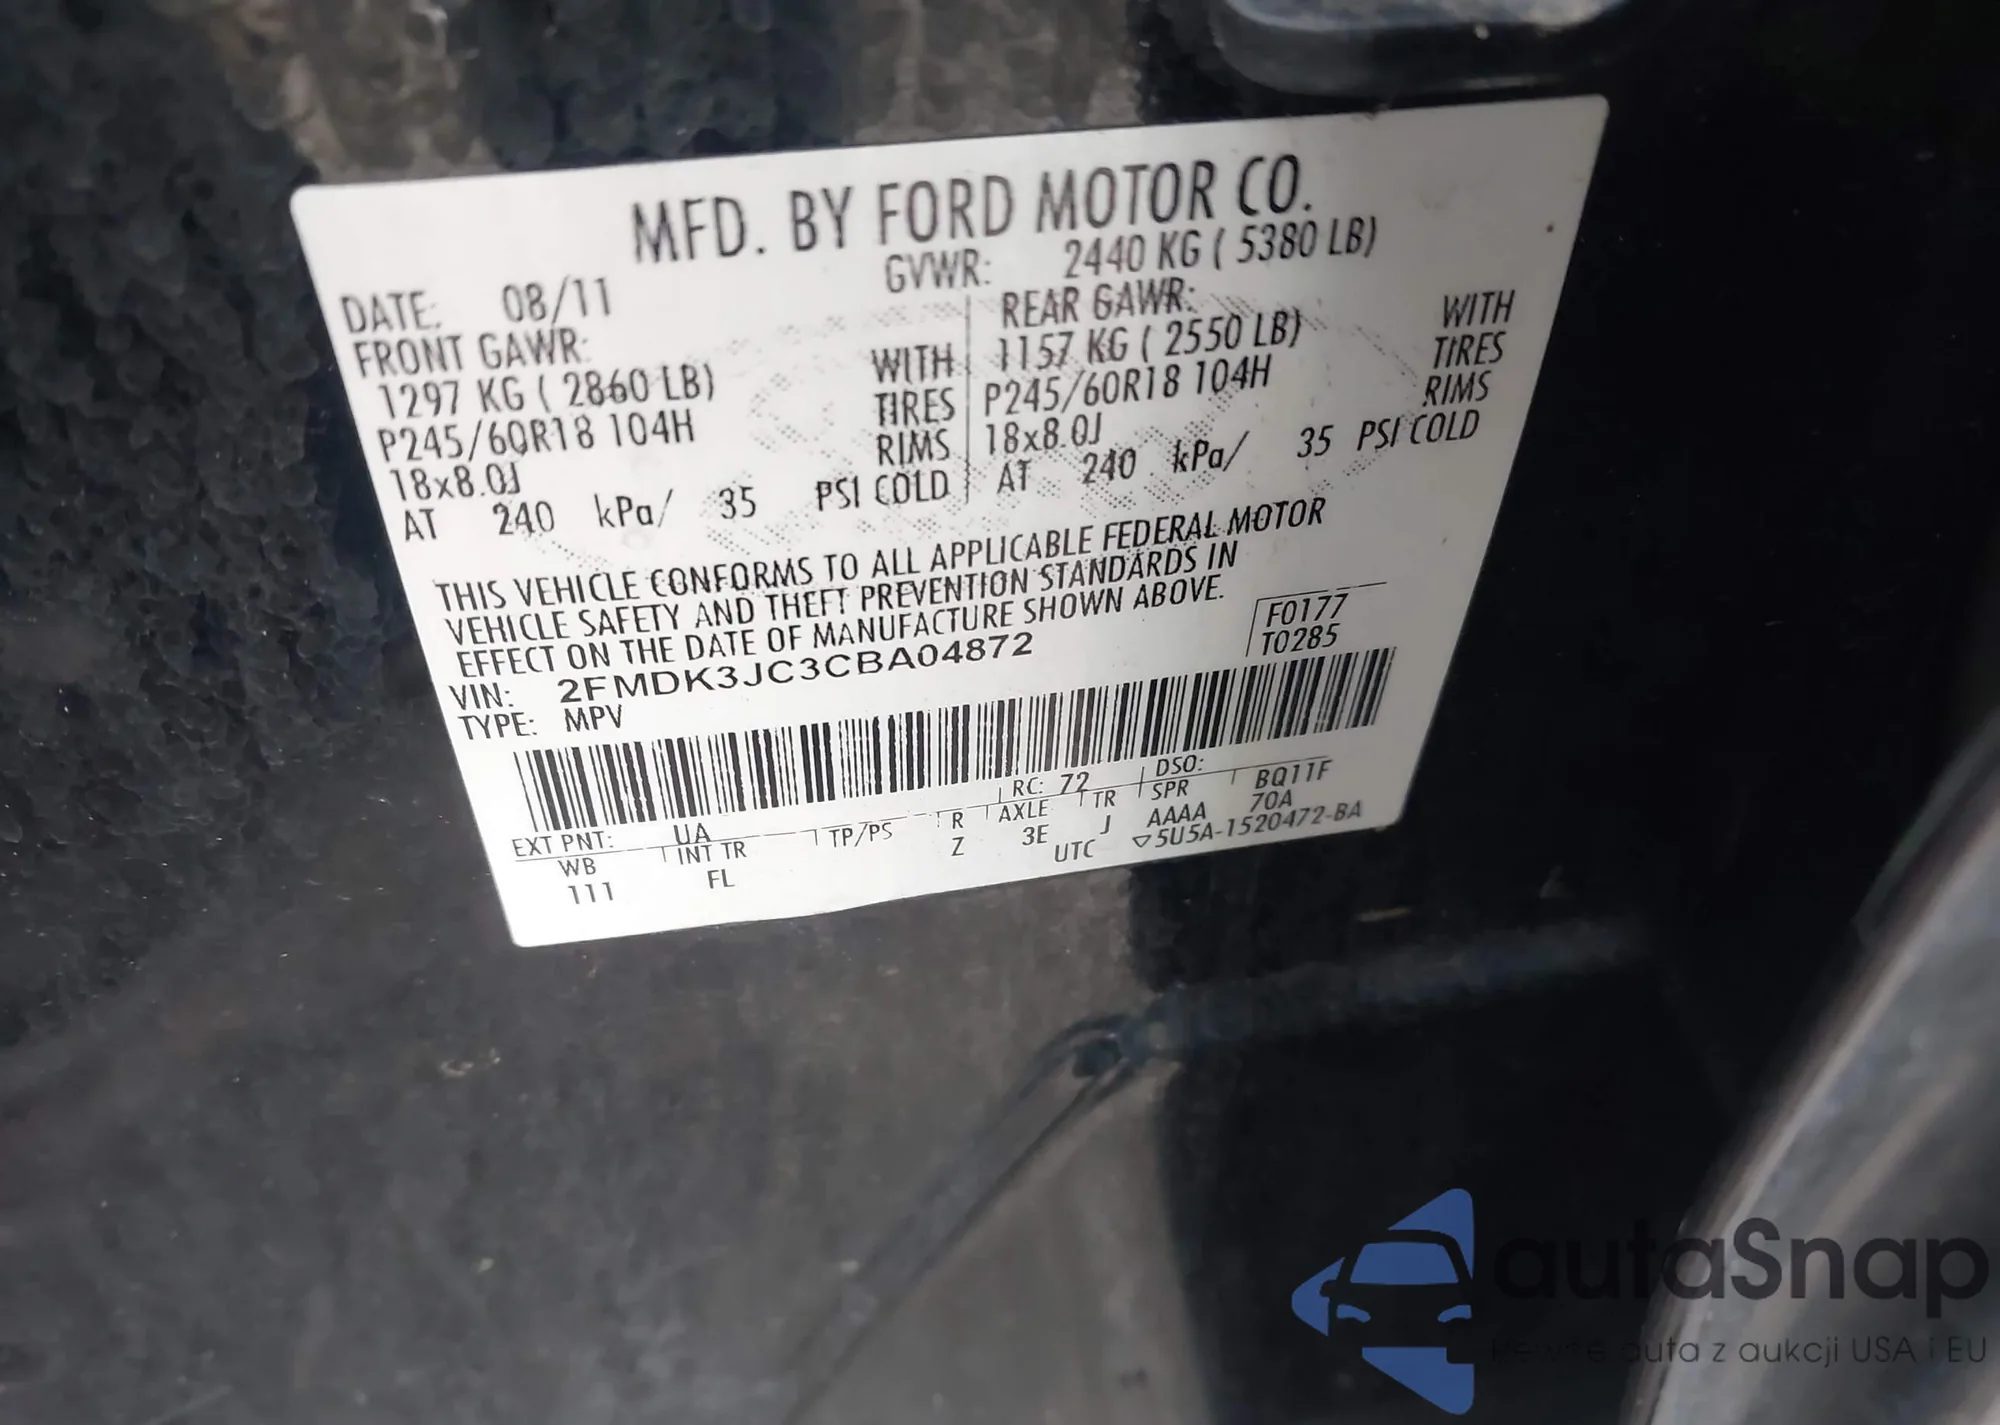 MFD. BY FORD MOTOR CO.
DATE: 08/11 GVWR: 2440 KG ( 5380 LB)
FRONT GAWR: REAR GAWR:
1297 KG ( 2860 LB) WITH 1157 KG ( 2550 LB) WITH
P245/60R18 104H TIRES P245/60R18 104H TIRES
18x8.0J RIMS 18x8.0J RIMS
AT 240 kPa/ 35 PSI COLD AT 240 kPa/ 35 PSI COLD
THIS VEHICLE CONFORMS TO ALL APPLICABLE FEDERAL MOTOR
VEHICLE SAFETY AND THEFT PREVENTION STANDARDS IN
EFFECT ON THE DATE OF MANUFACTURE SHOWN ABOVE.
F0177
T0285
VIN: 2FMDK3JC3CBA04872
TYPE: MPV
EXT PNT: UA RC: 72 DSO: BQ11F
WB INT TR TP/PS R AXLE TR SPR
111 FL Z 3E J AAAA 70A
UTC ▽5U5A-1520472-BA
autaSnap
Pewne auta z aukcji USA i EU